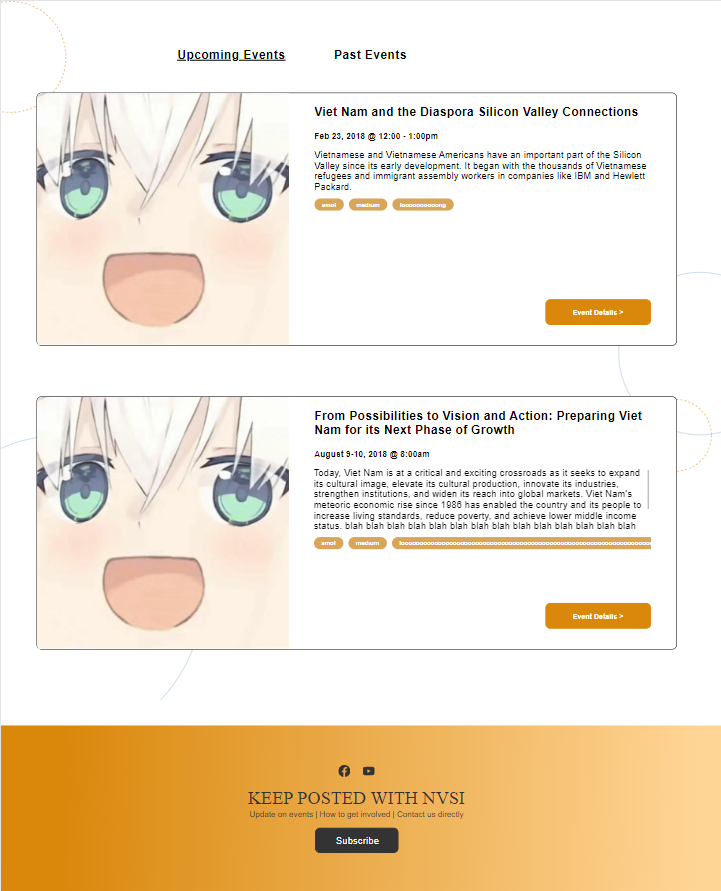 Upcoming Events
Past Events
Viet Nam and the Diaspora Silicon Valley Connections
Feb 23, 2018 @ 12:00 - 1:00pm
Vietnamese and Vietnamese Americans have an important part of the Silicon
Valley since its early development. It began with the thousands of Vietnamese
refugees and immigrant assembly workers in companies like IBM and Hewlett
Packard.
smol
medium
Event Details >
From Possibilities to Vision and Action: Preparing Viet
Nam for its Next Phase of Growth
August 9-10, 2018 @ 8:00am
Today, Viet Nam is at a critical and exciting crossroads as it seeks to expand
its cultural image, elevate its cultural production, innovate its industries,
strengthen institutions, and widen its reach into global markets. Viet Nam's
meteoric economic rise since 1986 has enabled the country and its people to
increase living standards, reduce poverty, and achieve lower middle income
status. blah blah blah blah blah blah blah blah blah blah blah blah blah blah
smol
medium
Event Details >
KEEP POSTED WITH NVSI
Update on events | How to get involved | Contact us directly
Subscribe